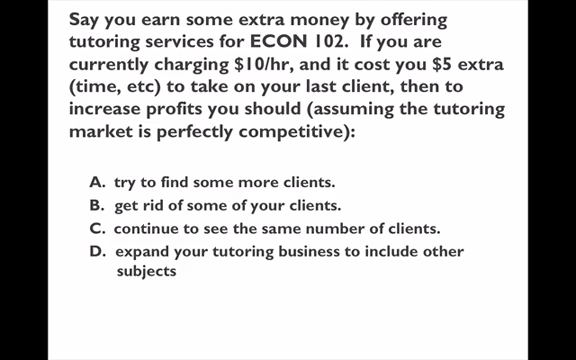 Say you earn some extra money by offering
tutoring services for ECON 102.  If you are
currently charging $10/hr, and it cost you $5 extra
(time, etc) to take on your last client, then to
increase profits you should (assuming the tutoring
market is perfectly competitive):
A. try to find some more clients.
B. get rid of some of your clients.
C. continue to see the same number of clients.
D. expand your tutoring business to include other
subjects